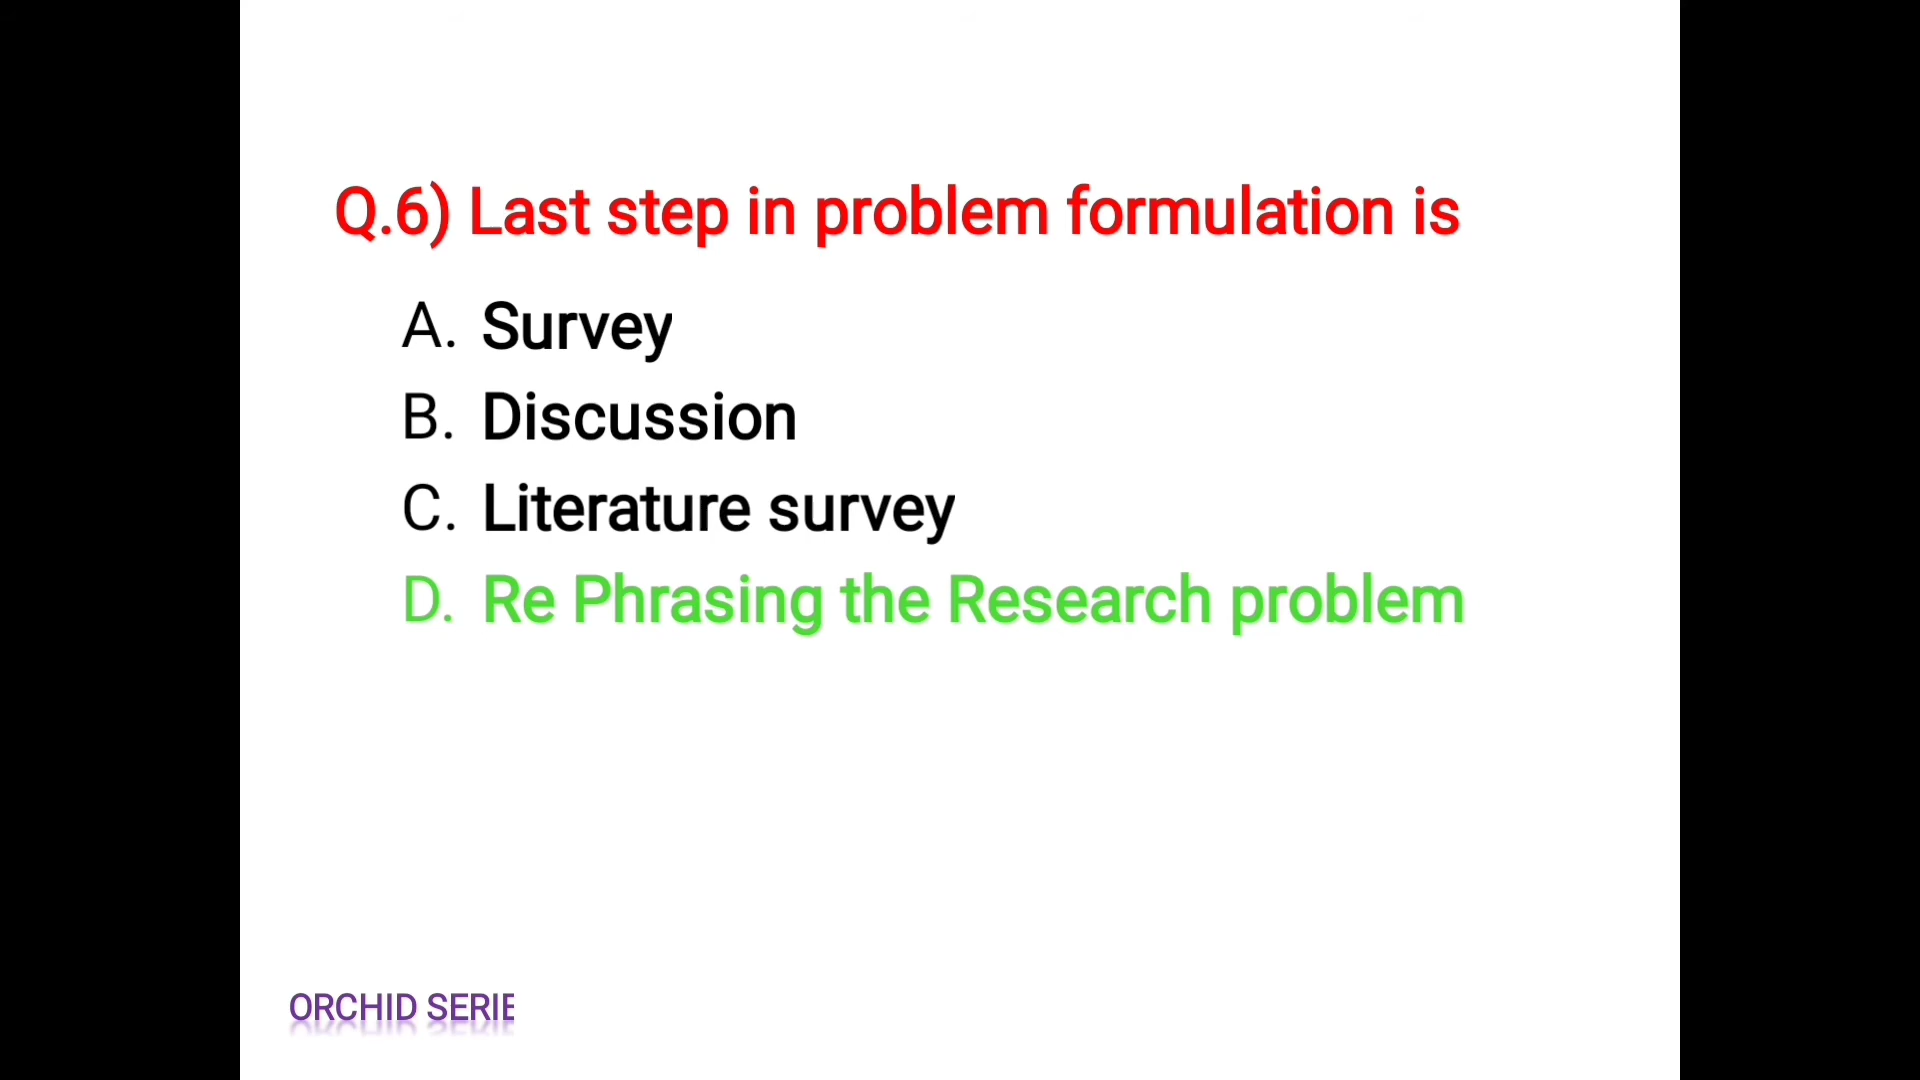 Q.6) Last step in problem formulation is
A. Survey
B. Discussion
C. Literature survey
D. Re Phrasing the Research problem
ORCHID SERIE